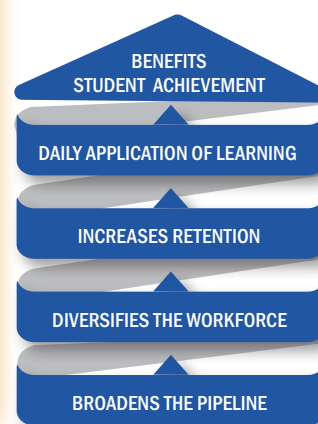 BENEFITS
STUDENT ACHIEVEMENT
DAILY APPLICATION OF LEARNING
INCREASES RETENTION
DIVERSIFIES THE WORKFORCE
BROADENS THE PIPELINE